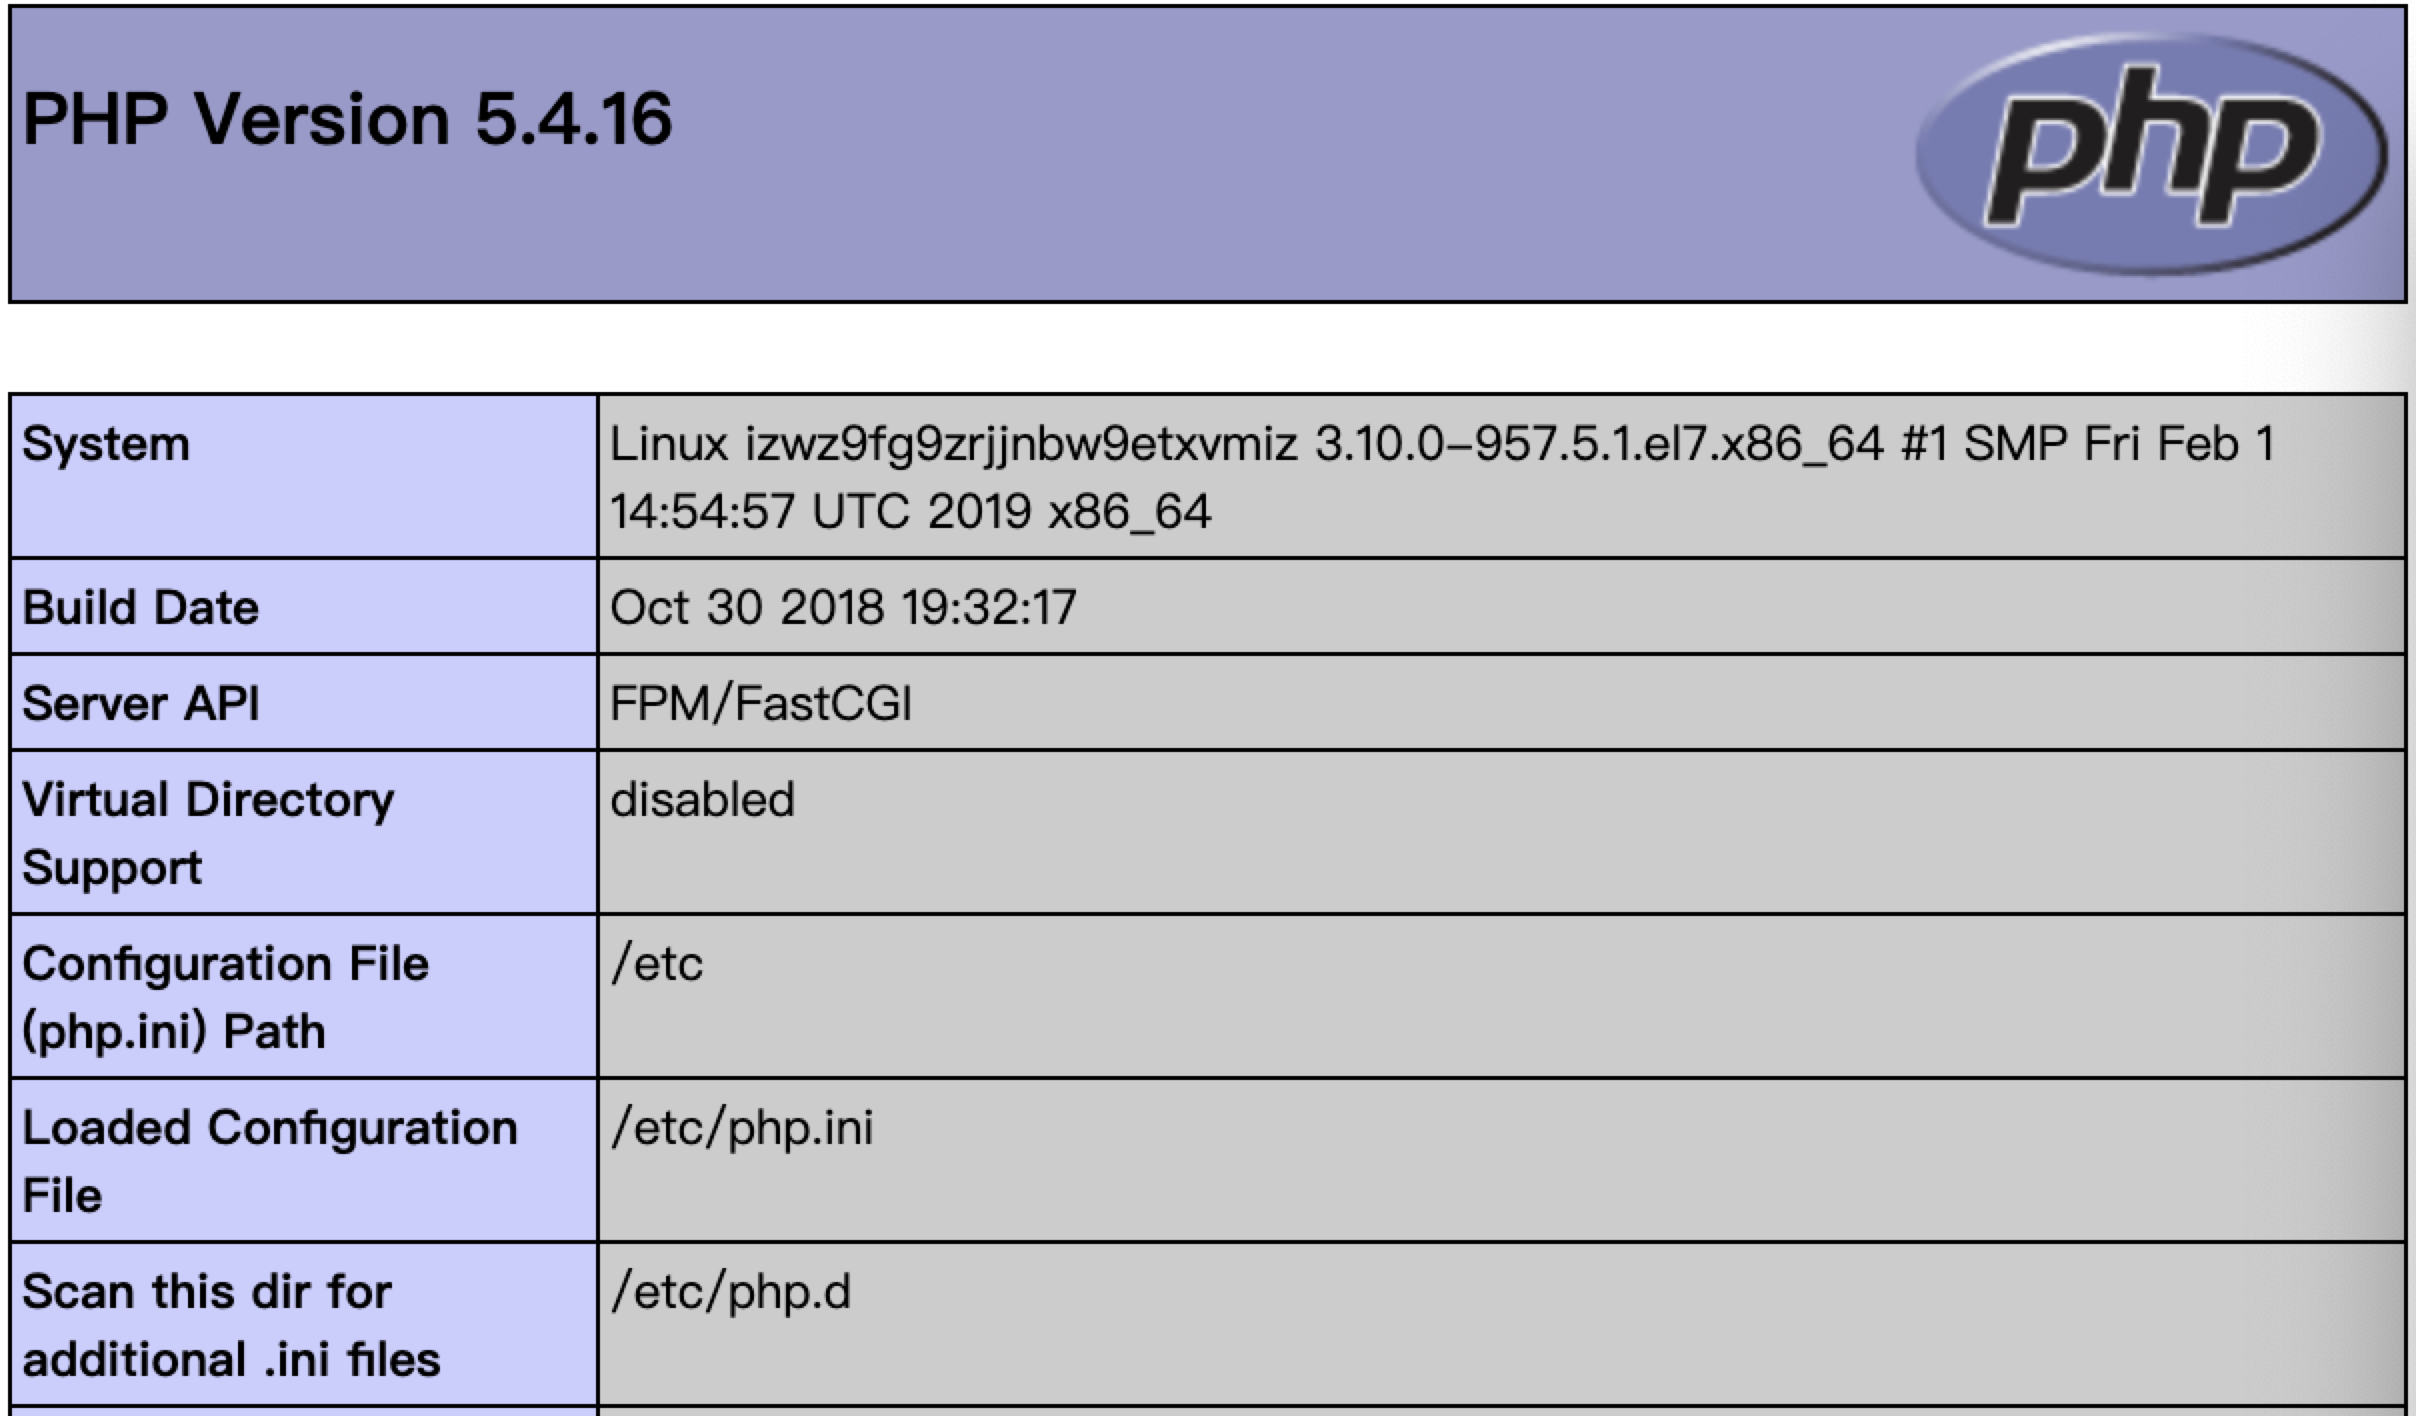 PHP Version 5.4.16
php
System
Linux izwz9fg9zrjjnbw9etxvmiz 3.10.0-957.5.1.el7.x86_64 #1 SMP Fri Feb 1
14:54:57 UTC 2019 x86_64
Build Date
Oct 30 2018 19:32:17
Server API
FPM/FastCGI
Virtual Directory
Support
disabled
Configuration File
(php.ini) Path
/etc
Loaded Configuration
File
/etc/php.ini
Scan this dir for
additional .ini files
/etc/php.d